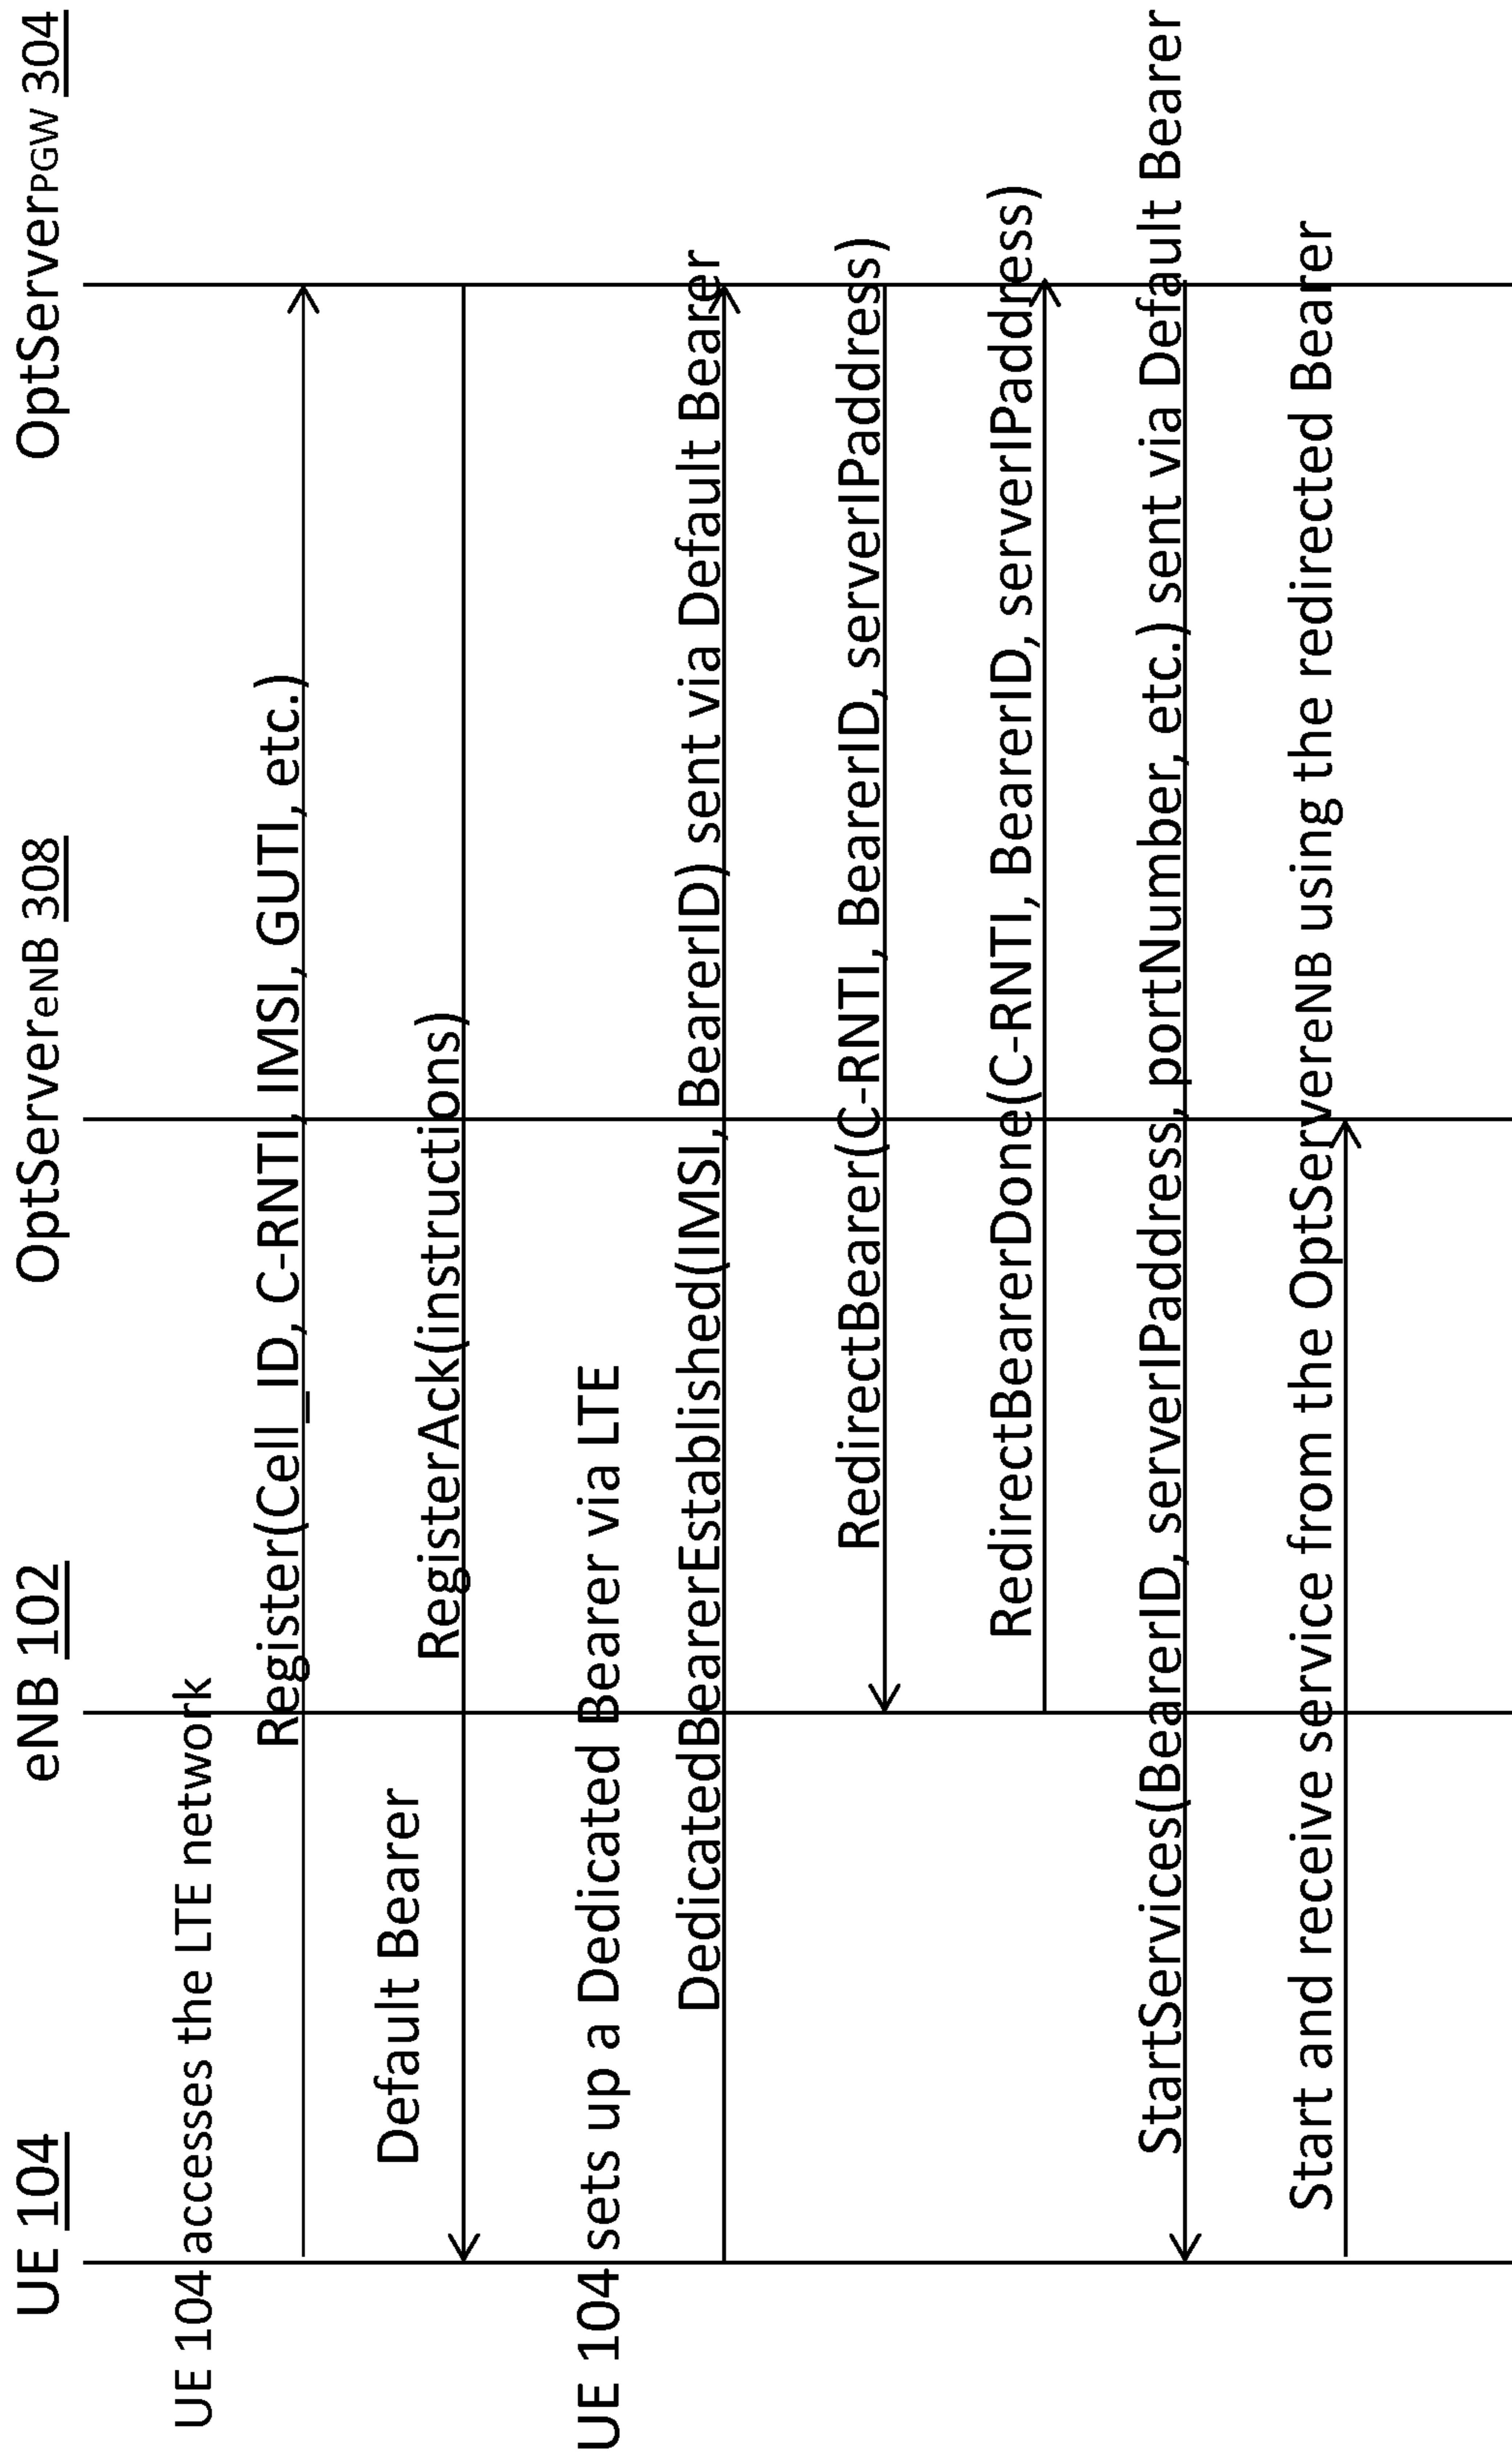 UE 104
eNB 102
OptServereNB 308
OptServerPGW 304
UE 104 accesses the LTE network
Register(Cell_ID, C-RNTI, IMSI, GUTI, etc.)
Default Bearer
RegisterAck(instructions)
UE 104 sets up a Dedicated Bearer via LTE
DedicatedBearerEstablished(IMSI, BearerID) sent via Default Bearer
RedirectBearer(C-RNTI, BearerID, serverIPaddress)
RedirectBearerDone(C-RNTI, BearerID, serverIPaddress)
StartServices(BearerID, serverIPaddress, portNumber, etc.) sent via Default Bearer
Start and receive service from the OptServereNB using the redirected Bearer